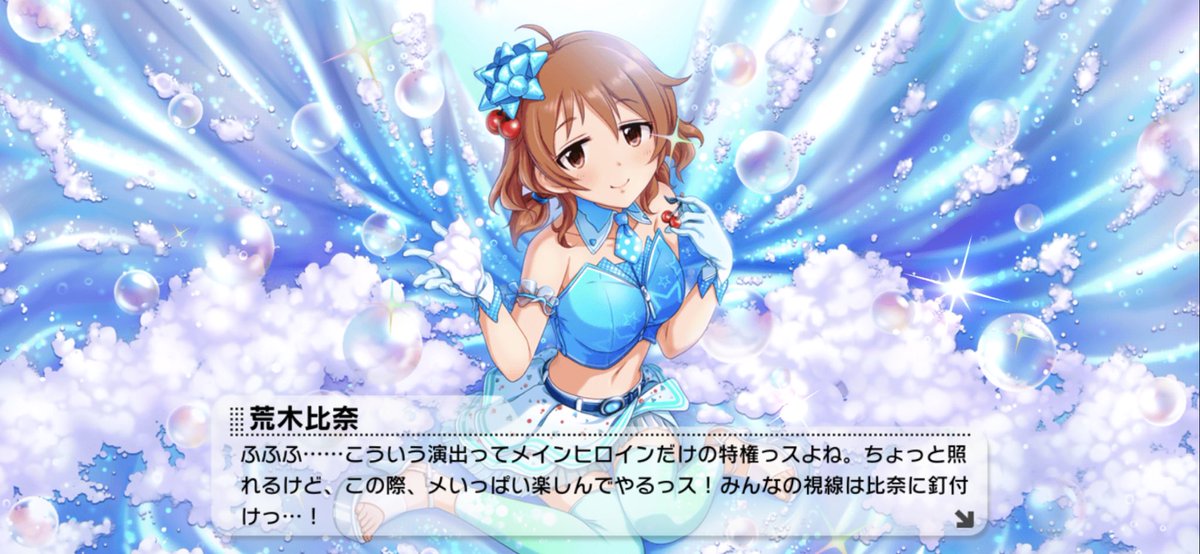 荒木比奈
ふふふ……こういう演出ってメインヒロインだけの特権っスよね。ちょっと照
れるけど、この際、メいっぱい楽しんでやるっス！みんなの視線は比奈に釘付
けっ…！